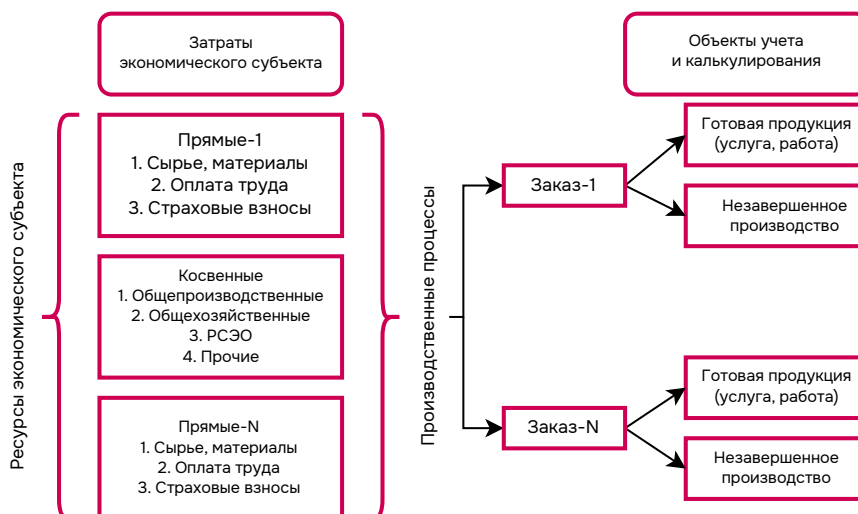 Затраты
экономического субъекта
Объекты учета
и калькулирования
Ресурсы экономического субъекта
Прямые-1
1. Сырье, материалы
2. Оплата труда
3. Страховые взносы
Косвенные
1. Общепроизводственные
2. Общехозяйственные
3. РСЭО
4. Прочие
Прямые-N
1. Сырье, материалы
2. Оплата труда
3. Страховые взносы
Производственные процессы
Заказ-1
Готовая продукция
(услуга, работа)
Незавершенное
производство
Заказ-N
Готовая продукция
(услуга, работа)
Незавершенное
производство